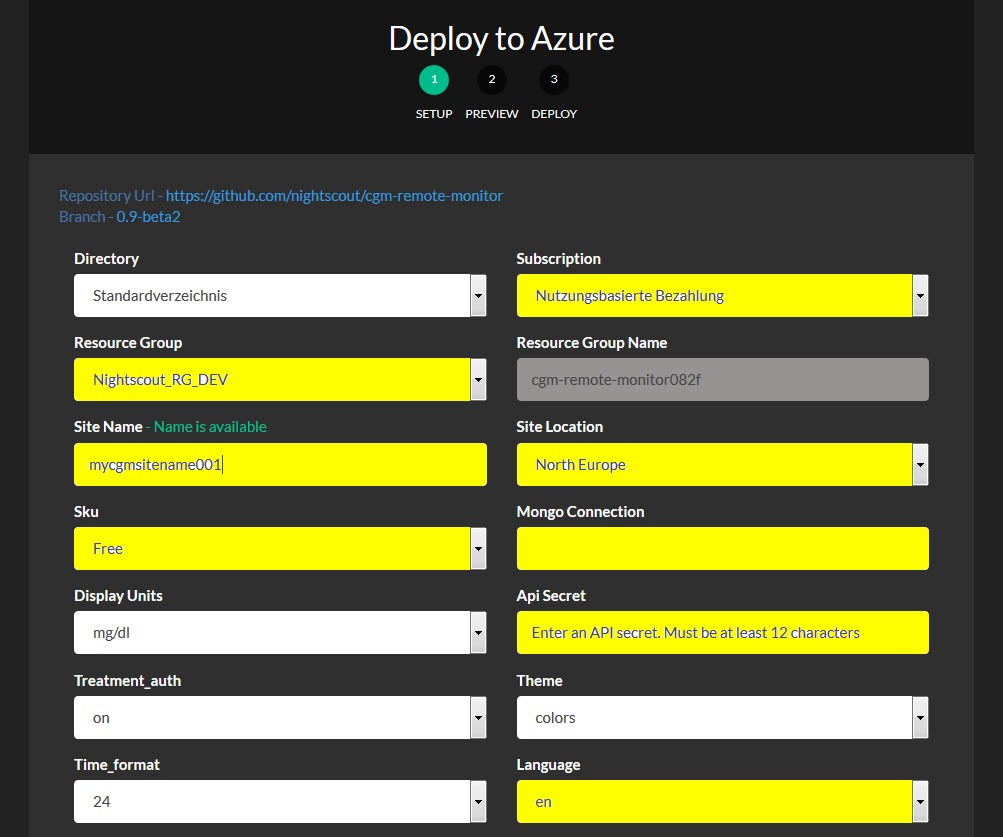 Deploy to Azure
1 2 3
SETUP PREVIEW DEPLOY
Repository Url - https://github.com/nightscout/cgm-remote-monitor
Branch - 0.9-beta2
Directory
Standardverzeichnis
Subscription
Nutzungsbasierte Bezahlung
Resource Group
Nightscout_RG_DEV
Resource Group Name
cgm-remote-monitor082f
Site Name - Name is available
mycgmsitename001
Site Location
North Europe
Sku
Free
Mongo Connection
Display Units
mg/dl
Api Secret
Enter an API secret. Must be at least 12 characters
Treatment_auth
on
Theme
colors
Time_format
24
Language
en